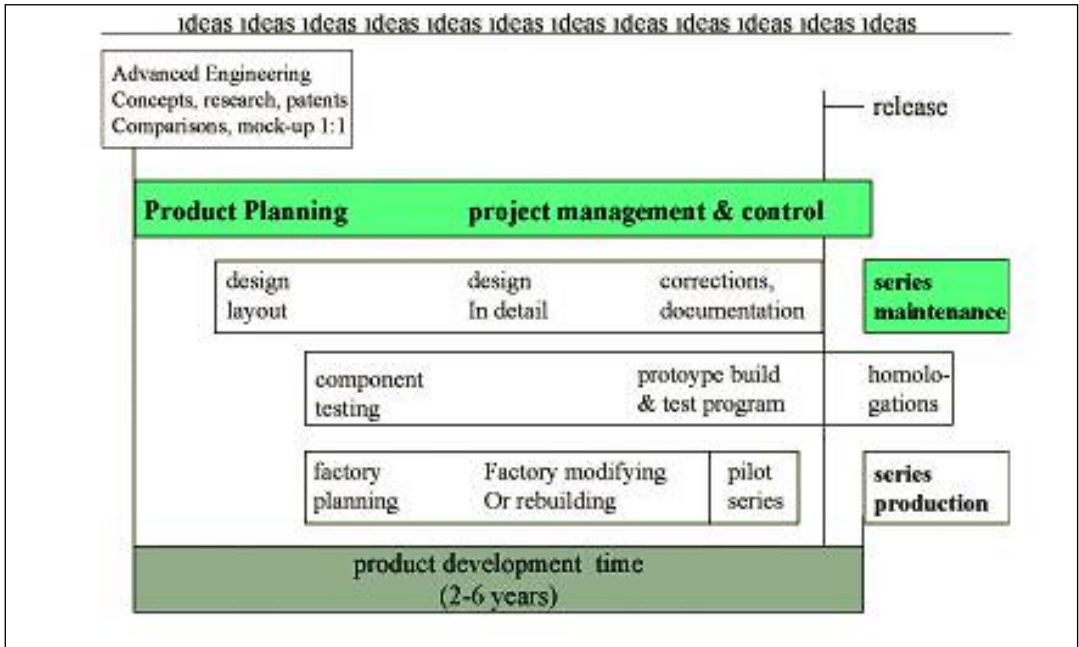 ideas ideas ideas ideas ideas ideas ideas ideas ideas ideas ideas ideas
Advanced Engineering
Concepts, research, patents
Comparisons, mock-up 1:1
release
Product Planning project management & control
design
layout
design
In detail
corrections,
documentation
series
maintenance
component
testing
protoype build
& test program
homolo-
gations
factory
planning
Factory modifying
Or rebuilding
pilot
series
series
production
product development time
(2-6 years)